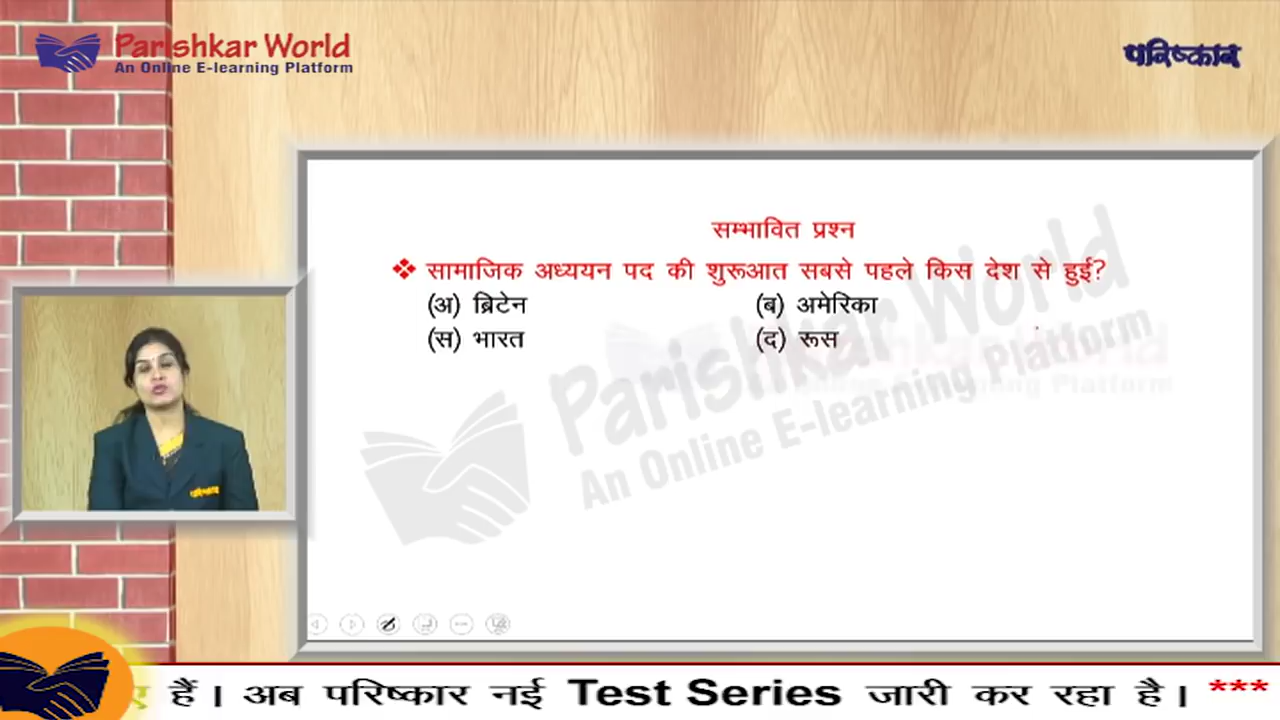 Parishkar World
An Online E-learning Platform
परिष्कार
सम्भावित प्रश्न
❖ सामाजिक अध्ययन पद की शुरूआत सबसे पहले किस देश से हुई?
(अ) ब्रिटेन (ब) अमेरिका
(स) भारत (द) रूस
Parishkar World
An Online E-learning Platform
परिष्कार
ए हैं। अब परिष्कार नई Test Series जारी कर रहा है। ***